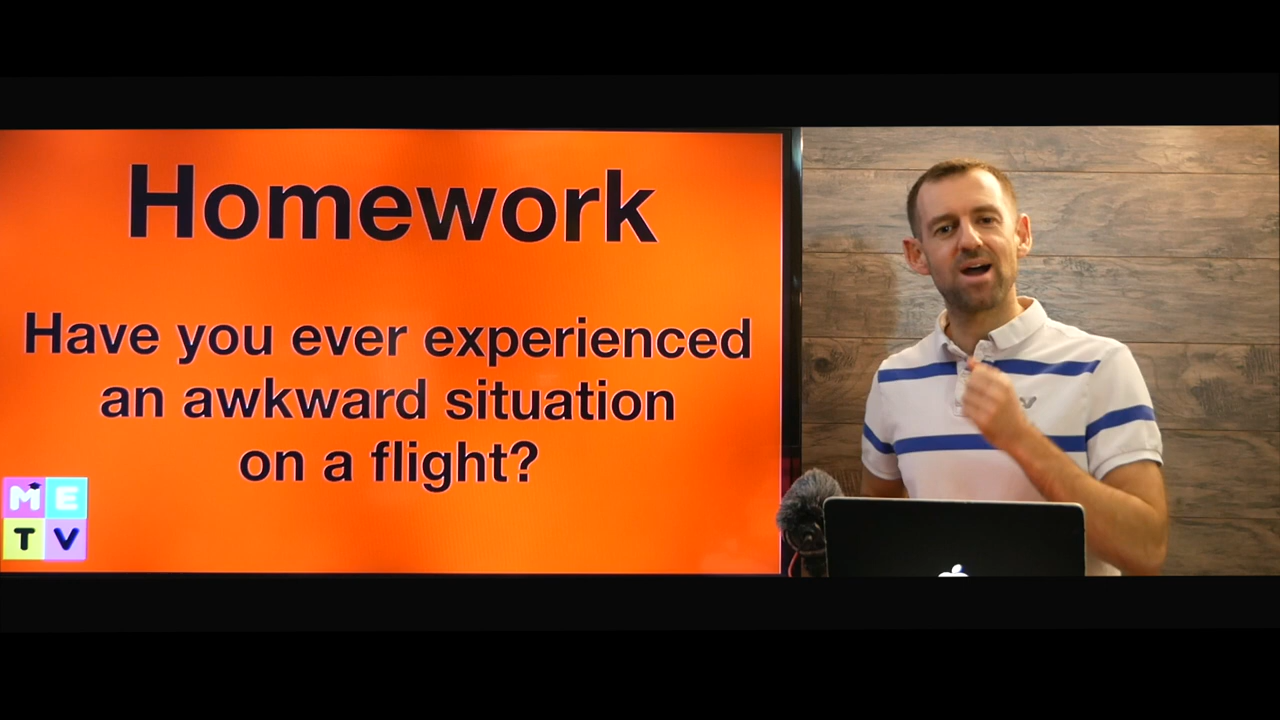 Homework
Have you ever experienced
an awkward situation
on a flight?
M E
T V